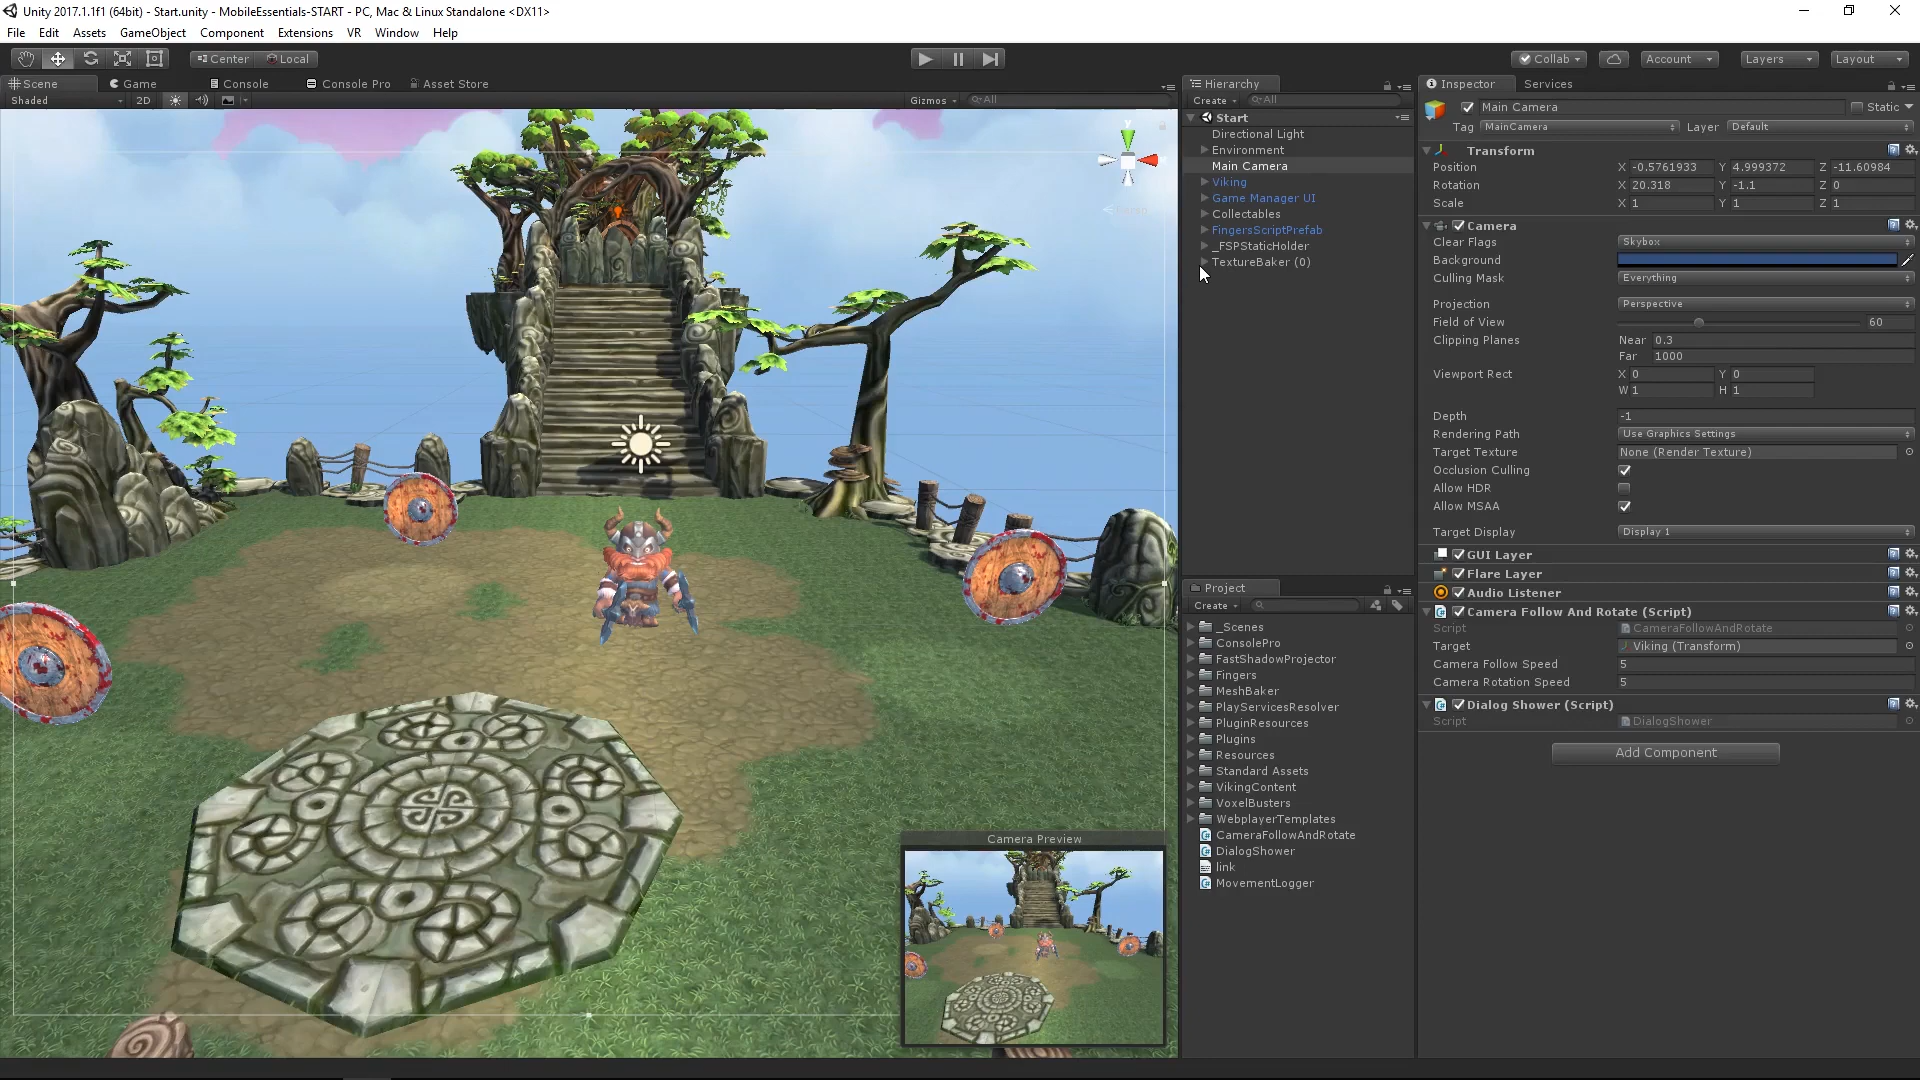 Unity 2017.1.1f1 (64bit) - Start.unity - MobileEssentials-START - PC, Mac & Linux Standalone <DX11>
File Edit Assets GameObject Component Extensions VR Window Help
Center Local Collab Account Layers Layout
Scene Game Console Console Pro Asset Store
Shaded 2D Gizmos All
Hierarchy
Create All
Start
Directional Light
Environment
Main Camera
Viking
Game Manager UI
Collectables
FingersScriptPrefab
_FSPStaticHolder
TextureBaker (0)
Project
Create
_Scenes
ConsolePro
FastShadowProjector
Fingers
MeshBaker
PlayServicesResolver
PluginResources
Plugins
Resources
Standard Assets
VikingContent
VoxelBusters
WebplayerTemplates
CameraFollowAndRotate
DialogShower
link
MovementLogger
Inspector Services
Main Camera Static
Tag MainCamera Layer Default
Transform
Position X -0.5761933 Y 4.999372 Z -11.60984
Rotation X 20.318 Y -1.1 Z 0
Scale X 1 Y 1 Z 1
Camera
Clear Flags Skybox
Background
Culling Mask Everything
Projection Perspective
Field of View 60
Clipping Planes Near 0.3
Far 1000
Viewport Rect X 0 Y 0
W 1 H 1
Depth -1
Rendering Path Use Graphics Settings
Target Texture None (Render Texture)
Occlusion Culling
Allow HDR
Allow MSAA
Target Display Display 1
GUI Layer
Flare Layer
Audio Listener
Camera Follow And Rotate (Script)
Script CameraFollowAndRotate
Target Viking (Transform)
Camera Follow Speed 5
Camera Rotation Speed 5
Dialog Shower (Script)
Script DialogShower
Add Component
Camera Preview